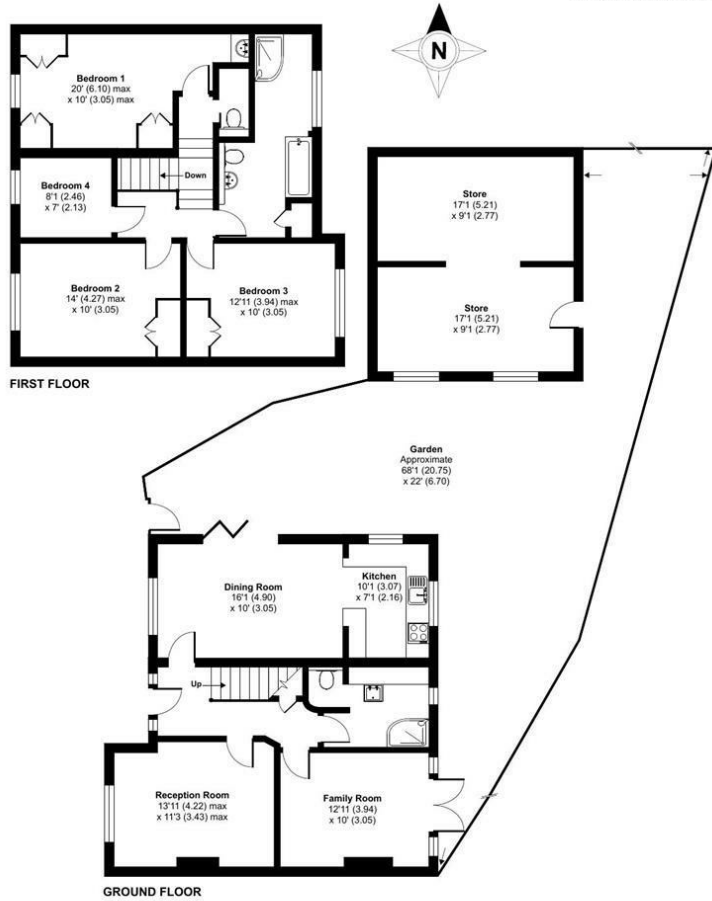 N
Bedroom 1
20' (6.10) max
x 10' (3.05) max
Down
Bedroom 4
8'1 (2.46)
x 7' (2.13)
Bedroom 2
14' (4.27) max
x 10' (3.05)
Bedroom 3
12'11 (3.94) max
x 10' (3.05)
FIRST FLOOR
Store
17'1 (5.21)
x 9'1 (2.77)
Store
17'1 (5.21)
x 9'1 (2.77)
Garden
Approximate
68'1 (20.75)
x 22' (6.70)
Dining Room
16'1 (4.90)
x 10' (3.05)
Kitchen
10'1 (3.07)
x 7'1 (2.16)
Up
Reception Room
13'11 (4.22) max
x 11'3 (3.43) max
Family Room
12'11 (3.94)
x 10' (3.05)
GROUND FLOOR